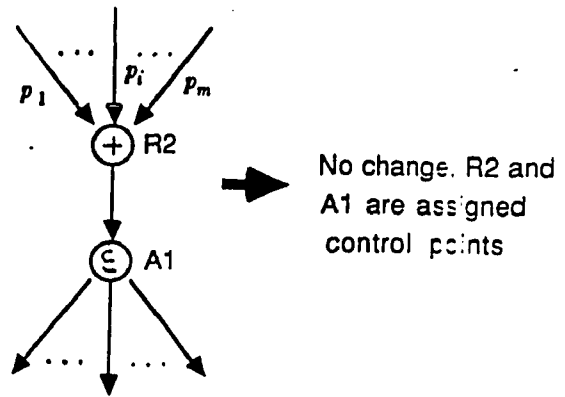 ... ...
p1 pi pm
+ R2
No change. R2 and
A1 are assigned
control points
⊆ A1
... ...